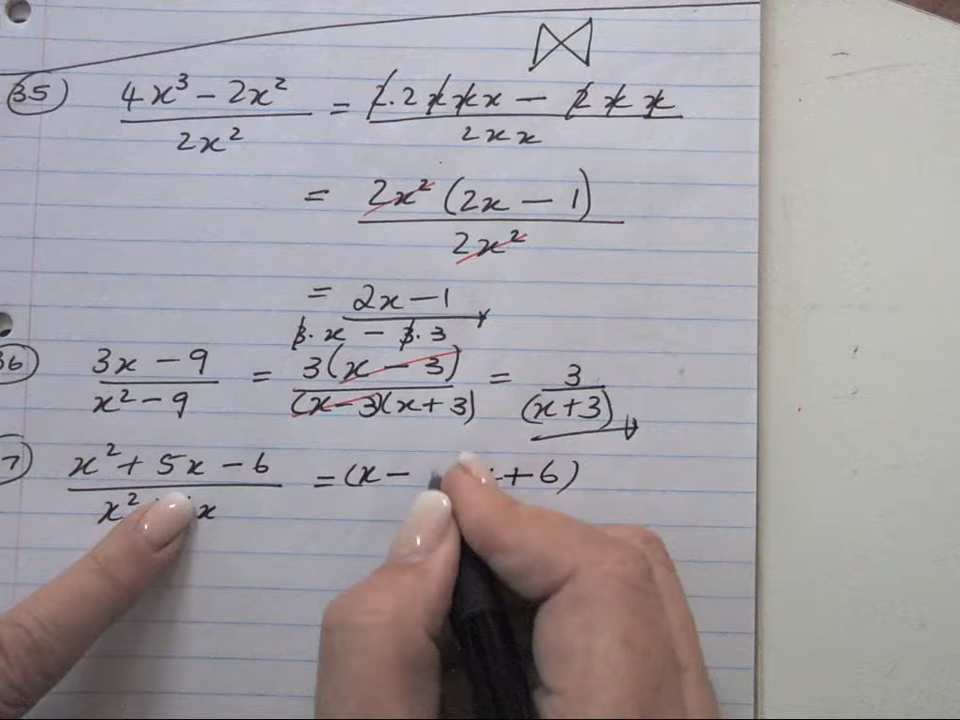 35) 4x³ − 2x² / 2x² = 2·2xxx − 2xx / 2xx
= 2x²(2x − 1) / 2x²
= 2x − 1
3·x − 3·3
36) 3x − 9 / x² − 9 = 3(x − 3) / (x − 3)(x + 3) = 3 / (x + 3)
7) x² + 5x − 6 / x² x = (x − +6)